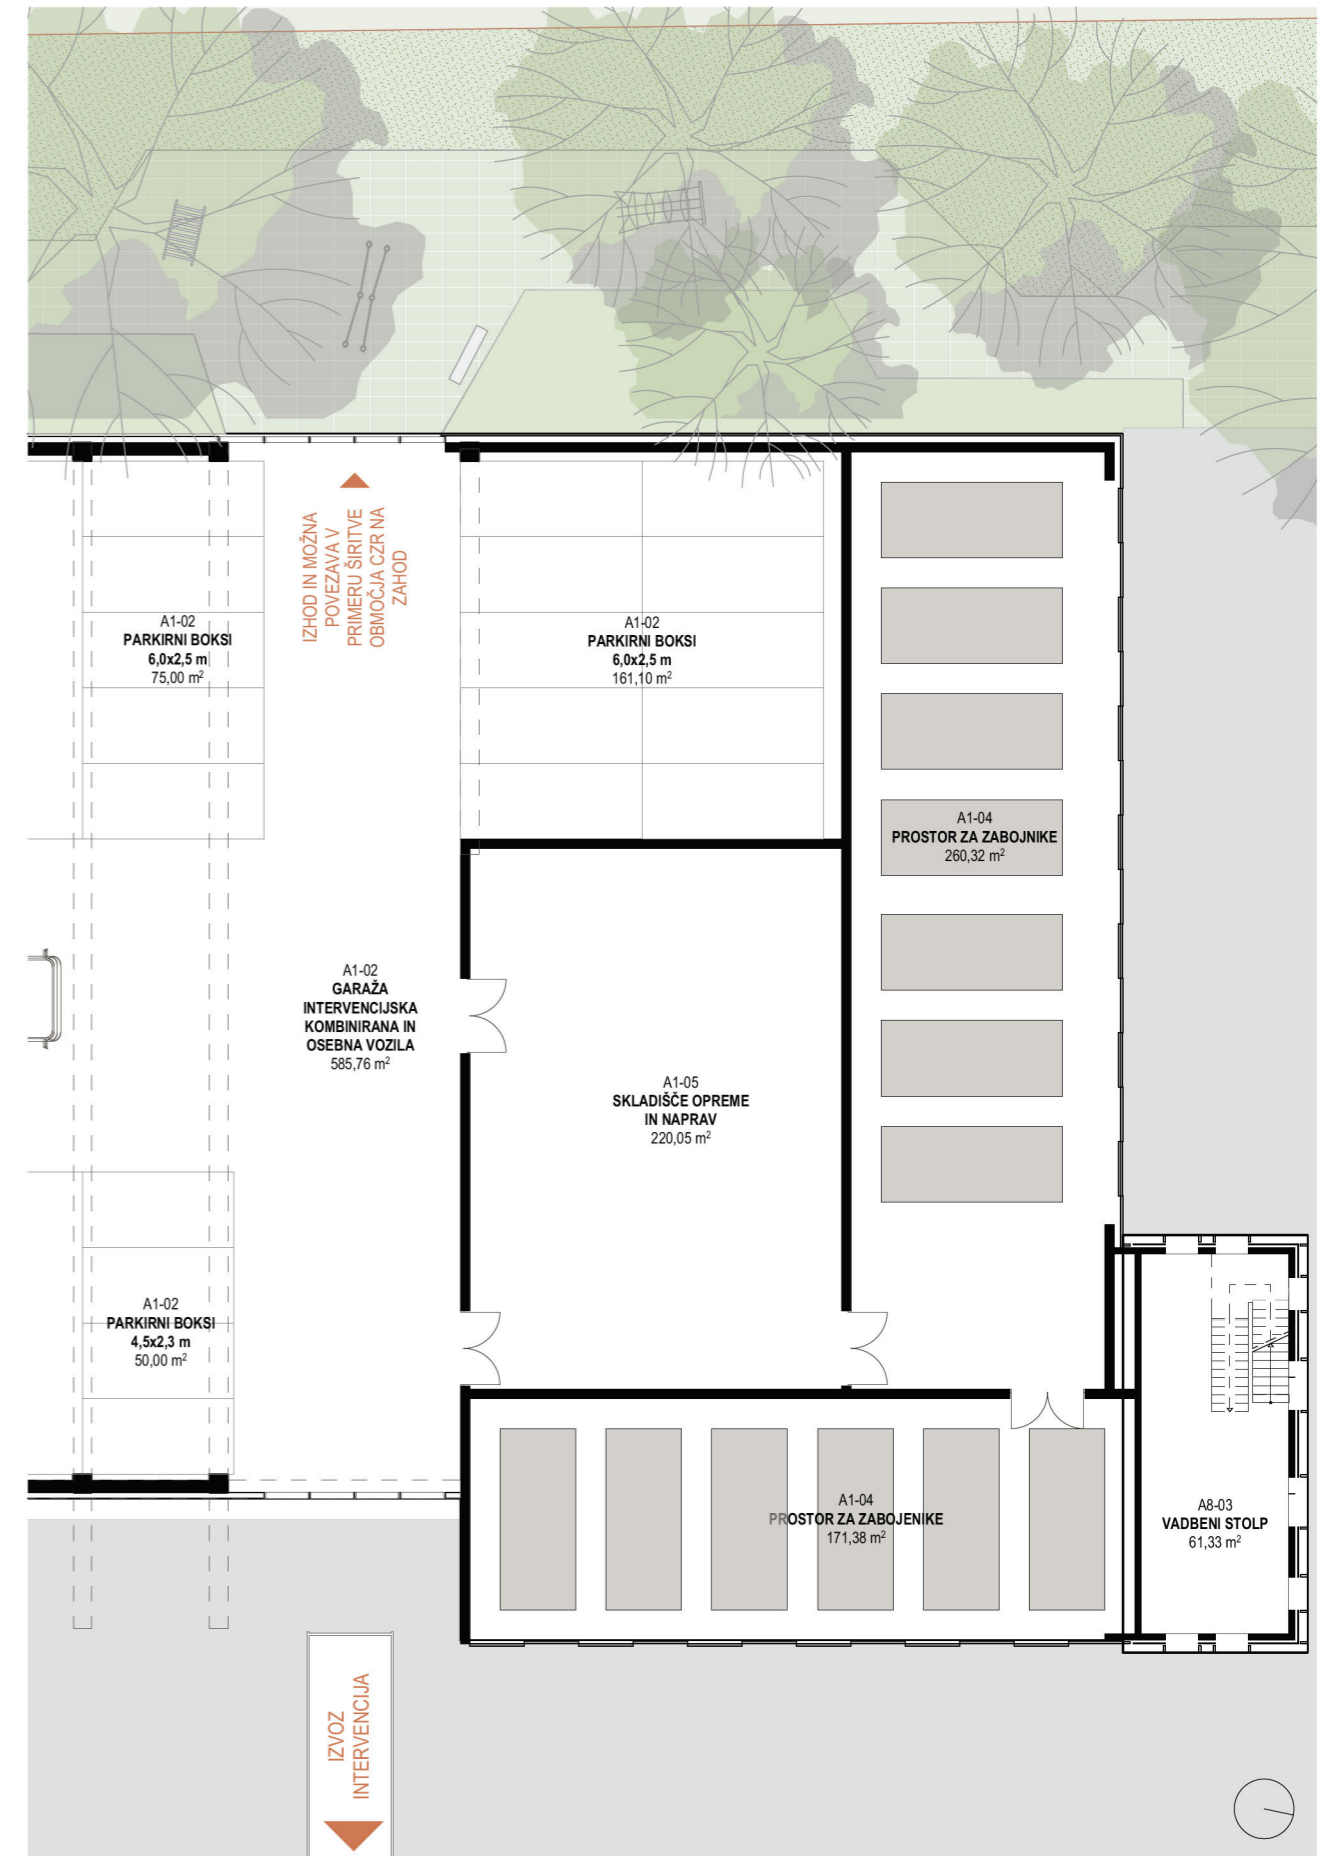 IZHOD IN MOŽNA
POVEZAVA V
PRIMERU ŠIRITVE
OBMOČJA CZR NA
ZAHOD
A1-02
PARKIRNI BOKSI
6,0x2,5 m
75,00 m²
A1-02
PARKIRNI BOKSI
6,0x2,5 m
161,10 m²
A1-04
PROSTOR ZA ZABOJNIKE
260,32 m²
A1-02
GARAŽA
INTERVENCIJSKA
KOMBINIRANA IN
OSEBNA VOZILA
585,76 m²
A1-05
SKLADIŠČE OPREME
IN NAPRAV
220,05 m²
A1-02
PARKIRNI BOKSI
4,5x2,3 m
50,00 m²
A1-04
PROSTOR ZA ZABOJENIKE
171,38 m²
A8-03
VADBENI STOLP
61,33 m²
IZVOZ
INTERVENCIJA